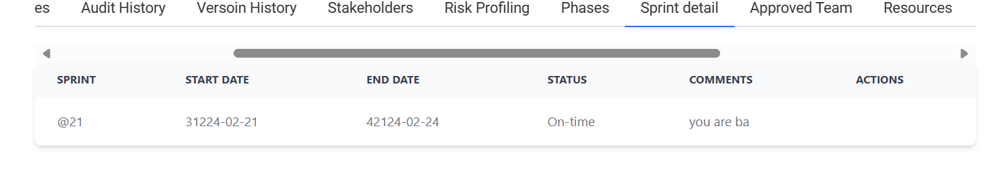 es Audit History Versoin History Stakeholders Risk Profiling Phases Sprint detail Approved Team Resources
SPRINT START DATE END DATE STATUS COMMENTS ACTIONS
@21 31224-02-21 42124-02-24 On-time you are ba